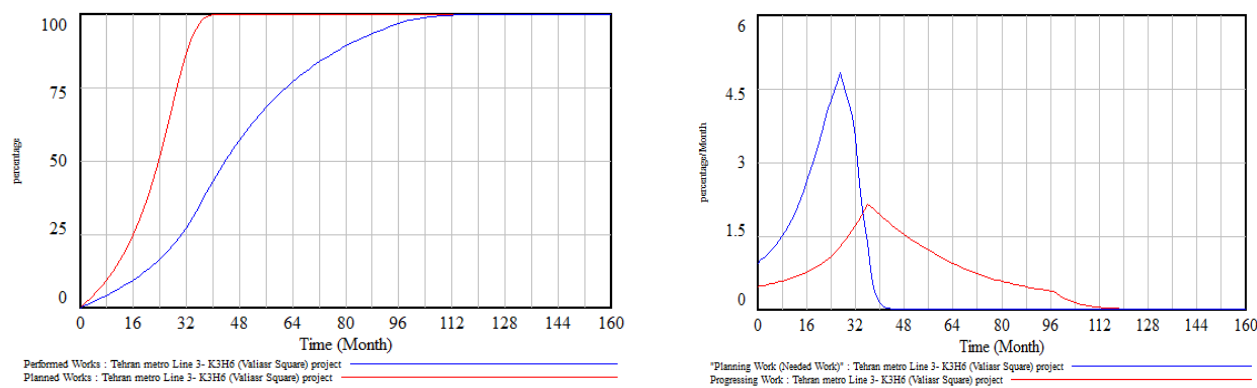 100
75
50
25
0
percentage
0 16 32 48 64 80 96 112 128 144 160
Time (Month)
Performed Works : Tehran metro Line 3- K3H6 (Valiasr Square) project
Planned Works : Tehran metro Line 3- K3H6 (Valiasr Square) project
6
4.5
3
1.5
0
percentage/Month
0 16 32 48 64 80 96 112 128 144 160
Time (Month)
"Planning Work (Needed Work)" : Tehran metro Line 3- K3H6 (Valiasr Square) project
Progressing Work : Tehran metro Line 3- K3H6 (Valiasr Square) project